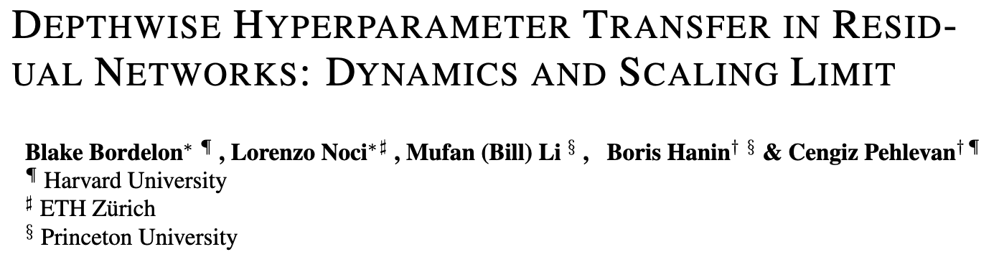 DEPTHWISE HYPERPARAMETER TRANSFER IN RESID-
UAL NETWORKS: DYNAMICS AND SCALING LIMIT
Blake Bordelon* ¶ , Lorenzo Noci*♯ , Mufan (Bill) Li § , Boris Hanin† § & Cengiz Pehlevan† ¶
¶ Harvard University
♯ ETH Zürich
§ Princeton University